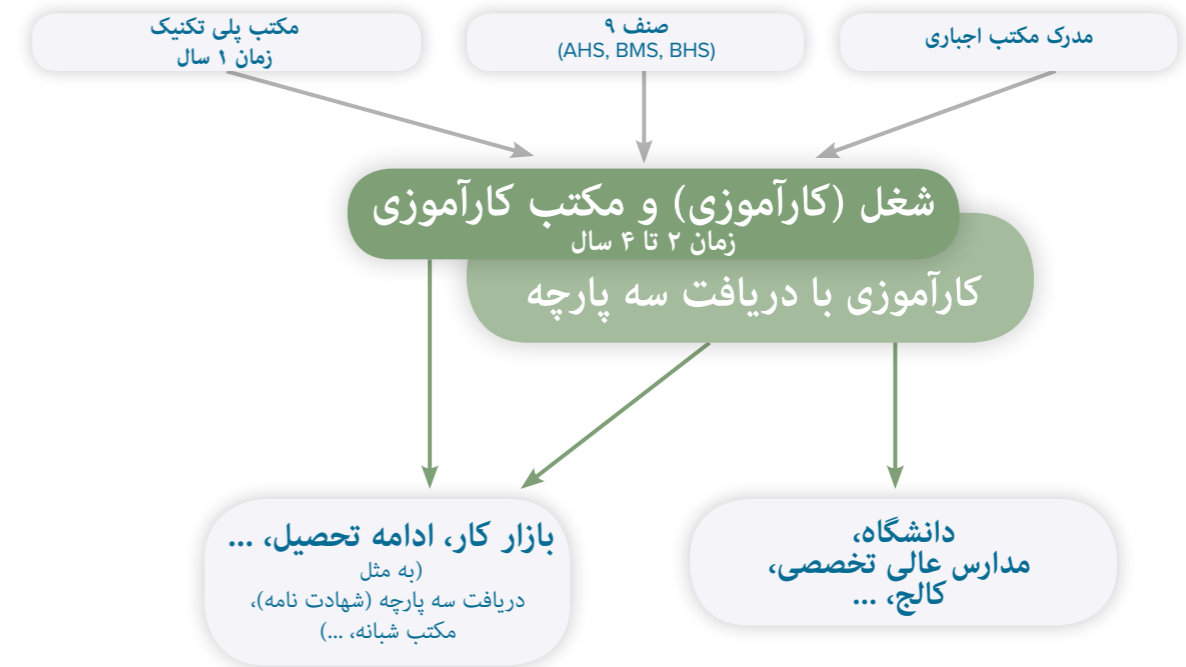 مدرک مکتب اجباری
صنف ۹
(AHS, BMS, BHS)
مکتب پلی تکنیک
زمان ۱ سال
شغل (کارآموزی) و مکتب کارآموزی
زمان ۲ تا ۴ سال
کارآموزی با دریافت سه پارچه
دانشگاه،
مدارس عالی تخصصی،
کالج، ...
بازار کار، ادامه تحصیل، ...
(به مثل
دریافت سه پارچه (شهادت نامه)،
مکتب شبانه، ...)